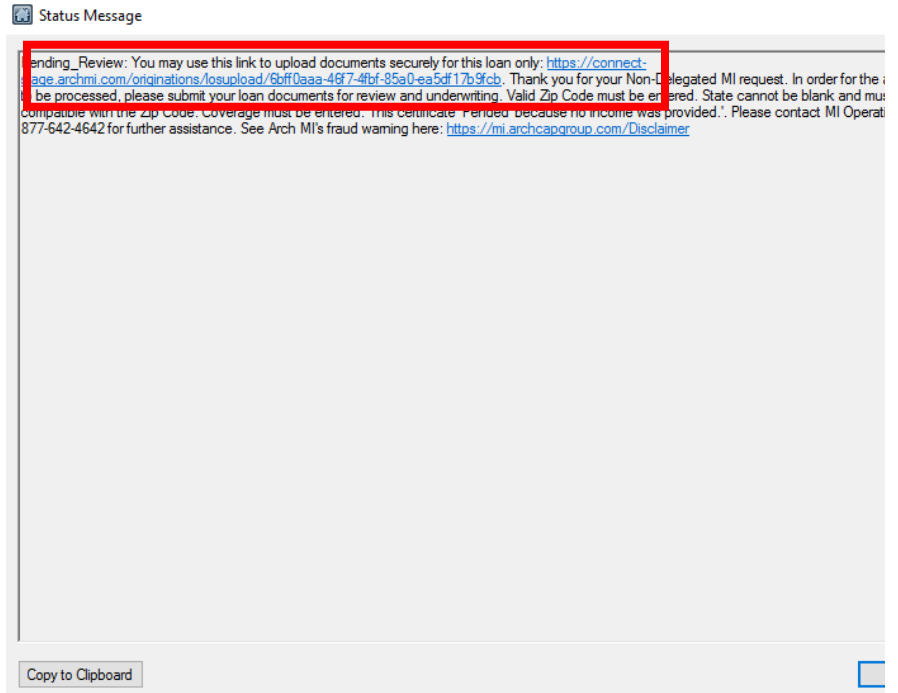 Status Message
Pending_Review: You may use this link to upload documents securely for this loan only: https://connect-
stage.archmi.com/originations/losupload/6bff0aaa-46f7-4fbf-85a0-ea5df17b9fcb. Thank you for your Non-Delegated MI request. In order for the a
to be processed, please submit your loan documents for review and underwriting. Valid Zip Code must be entered. State cannot be blank and mus
compatible with the Zip Code. Coverage must be entered. This certificate 'Pended' because no income was provided.'. Please contact MI Operati
877-642-4642 for further assistance. See Arch MI's fraud warning here: https://mi.archcapgroup.com/Disclaimer
Copy to Clipboard